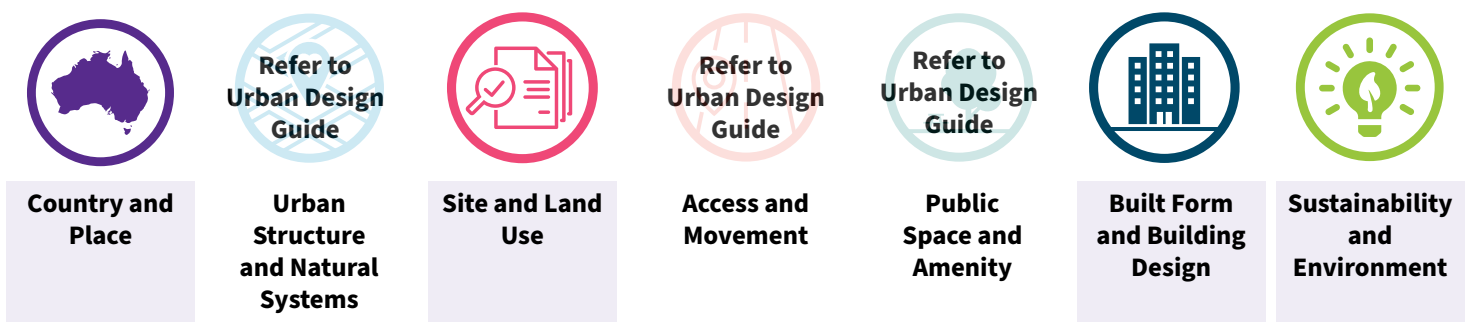 Refer to
Urban Design
Guide
Refer to
Urban Design
Guide
Refer to
Urban Design
Guide
Country and
Place
Urban
Structure
and Natural
Systems
Site and Land
Use
Access and
Movement
Public
Space and
Amenity
Built Form
and Building
Design
Sustainability
and
Environment